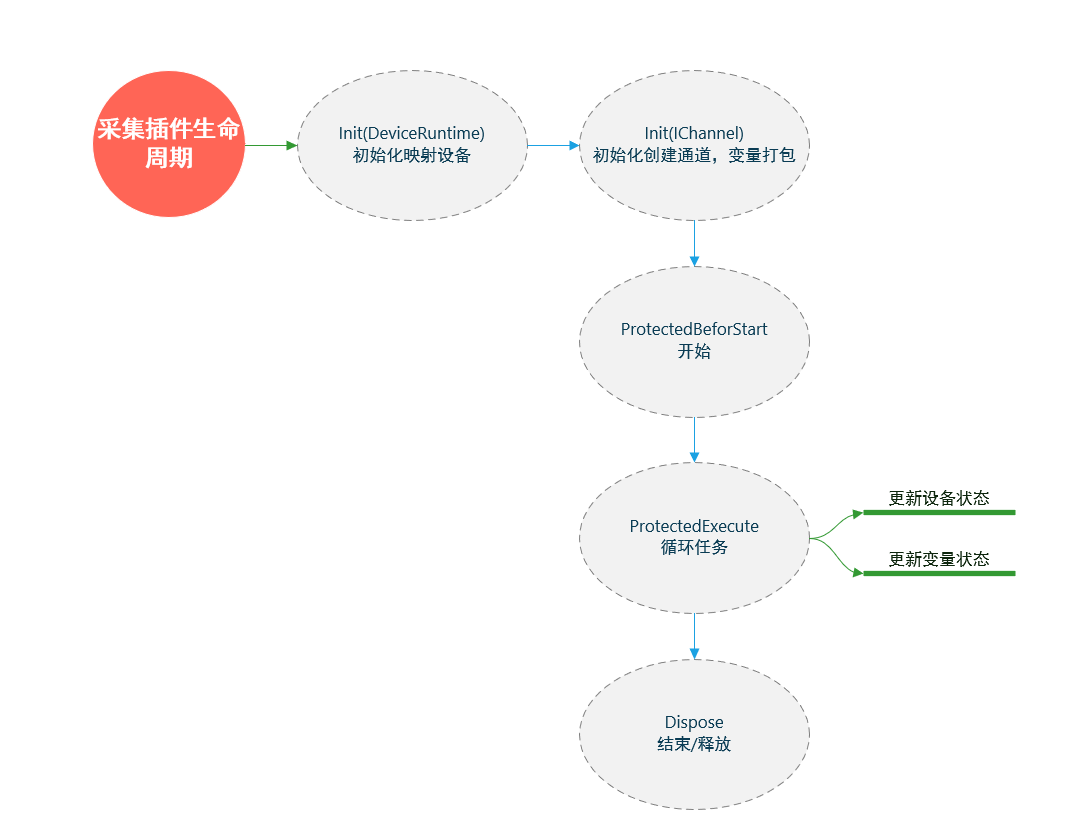 采集插件生命
周期
Init(DeviceRuntime)
初始化映射设备
Init(IChannel)
初始化创建通道，变量打包
ProtectedBeforStart
开始
ProtectedExecute
循环任务
更新设备状态
更新变量状态
Dispose
结束/释放